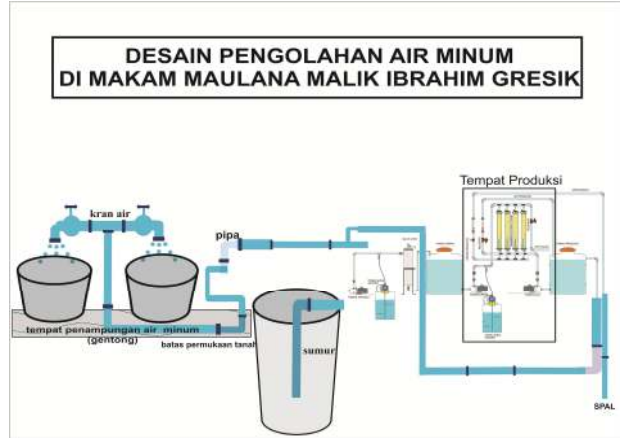 DESAIN PENGOLAHAN AIR MINUM
DI MAKAM MAULANA MALIK IBRAHIM GRESIK
Tempat Produksi
kran air
pipa
tempat penampungan air minum
(gentong)
batas permukaan tanah
sumur
SPAL